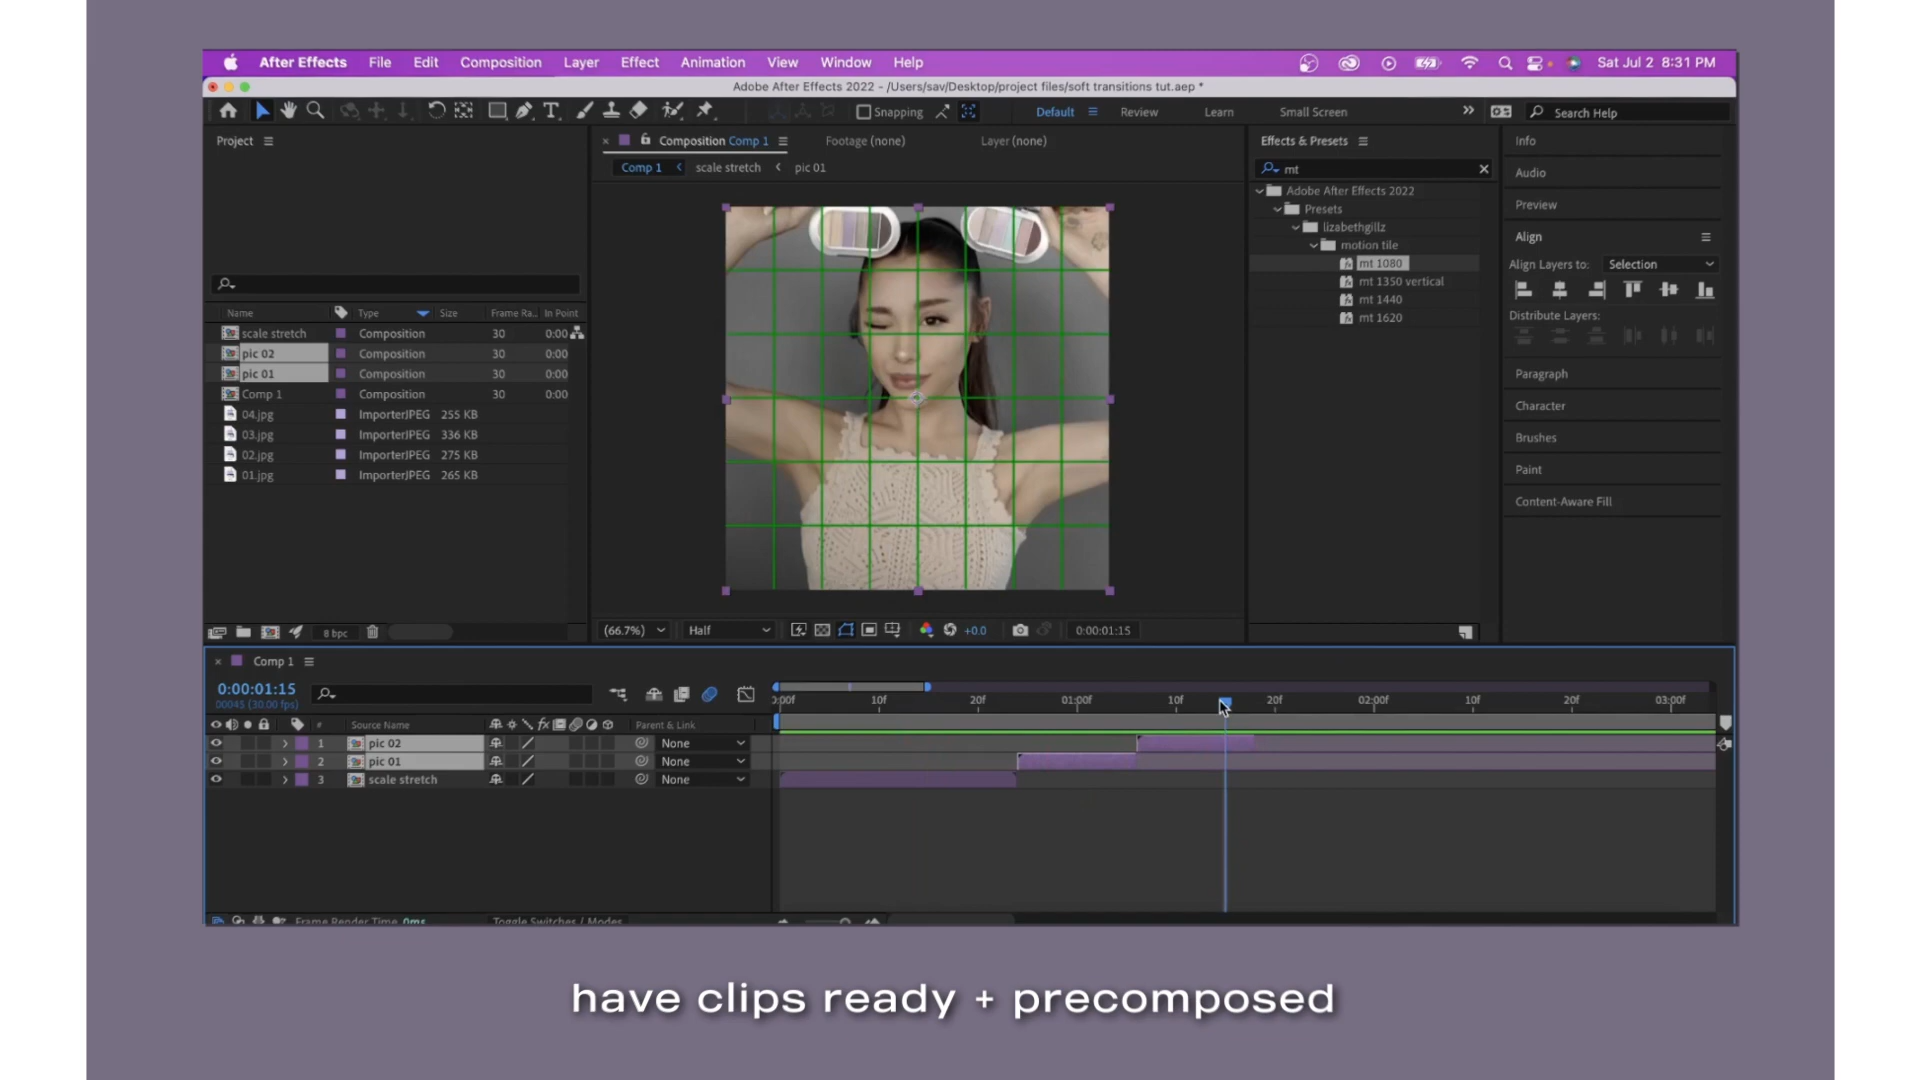 After Effects File Edit Composition Layer Effect Animation View Window Help Sat Jul 2 8:31 PM
Adobe After Effects 2022 - /Users/sav/Desktop/project files/soft transitions tut.aep *
Snapping Default Review Learn Small Screen Search Help
Project
Composition Comp 1 Footage (none) Layer (none)
Comp 1 scale stretch pic 01
Name Type Size Frame Ra... In Point
scale stretch Composition 30 0:00
pic 02 Composition 30 0:00
pic 01 Composition 30 0:00
Comp 1 Composition 30 0:00
04.jpg ImporterJPEG 255 KB
03.jpg ImporterJPEG 336 KB
02.jpg ImporterJPEG 275 KB
01.jpg ImporterJPEG 265 KB
8 bpc
(66.7%) Half +0.0 0:00:01:15
Effects & Presets
mt
Adobe After Effects 2022
Presets
lizabethgillz
motion tile
mt 1080
mt 1350 vertical
mt 1440
mt 1620
Info
Audio
Preview
Align
Align Layers to: Selection
Distribute Layers:
Paragraph
Character
Brushes
Paint
Content-Aware Fill
Comp 1
0:00:01:15
00045 (30.00 fps)
):00f 10f 20f 01:00f 10f 20f 02:00f 10f 20f 03:00f
# Source Name Parent & Link
1 pic 02 None
2 pic 01 None
3 scale stretch None
Frame Render Time 0ms Toggle Switches / Modes
have clips ready + precomposed